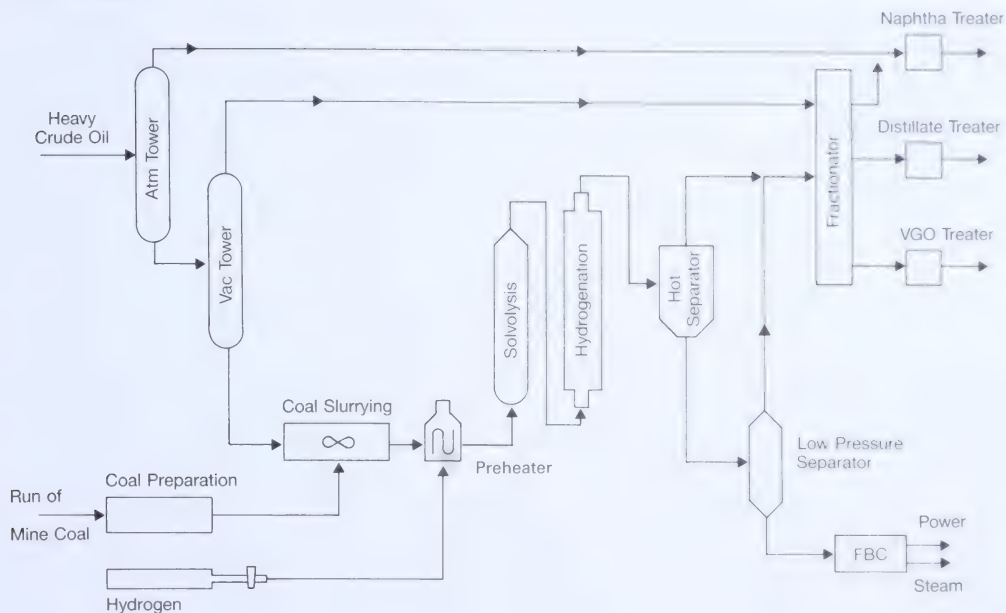 Naphtha Treater
Heavy
Crude Oil
Atm Tower
Distillate Treater
Fractionator
Vac Tower
VGO Treater
Solvolysis
Hydrogenation
Hot
Separator
Coal Slurrying
Preheater
Low Pressure
Separator
Coal Preparation
Run of
Mine Coal
Power
FBC
Steam
Hydrogen